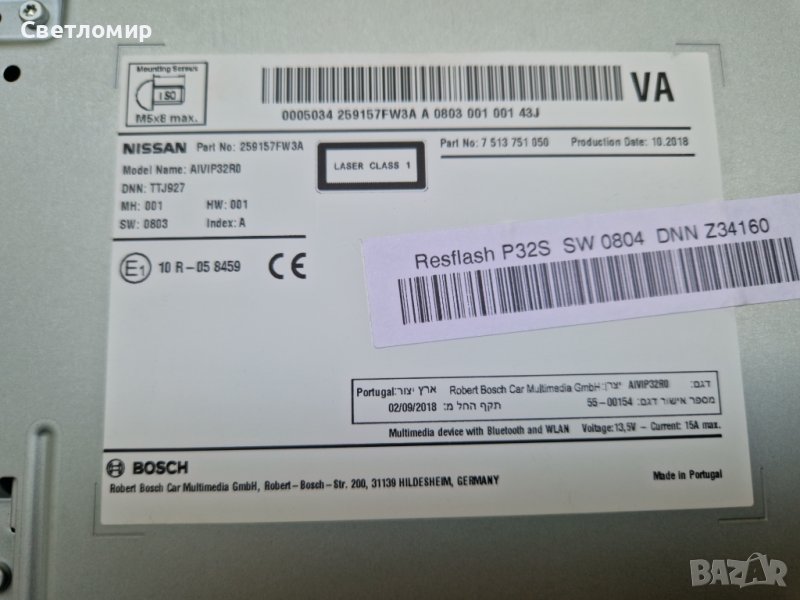 Светломир
Mounting Screws
ISO
M5x8 max.
VA
0005034 259157FW3A A 0803 001 001 43J
NISSAN Part No: 259157FW3A
Part No: 7 513 751 050 Production Date: 10.2018
Model Name: AIVIP32R0
LASER CLASS 1
DNN: TTJ927
MH: 001 HW: 001
SW: 0803 Index: A
Resflash P32S SW 0804 DNN Z34160
E1 10 R-05 8459 CE
דגם: AIVIP32R0 יצרן: Robert Bosch Car Multimedia GmbH ארץ יצור: Portugal
מספר אישור דגם: 55-00154 תקף החל מ: 02/09/2018
Multimedia device with Bluetooth and WLAN Voltage:13,5V - Current: 15A max.
BOSCH
Robert Bosch Car Multimedia GmbH, Robert-Bosch-Str. 200, 31139 HILDESHEIM, GERMANY
Made in Portugal
BAZAR